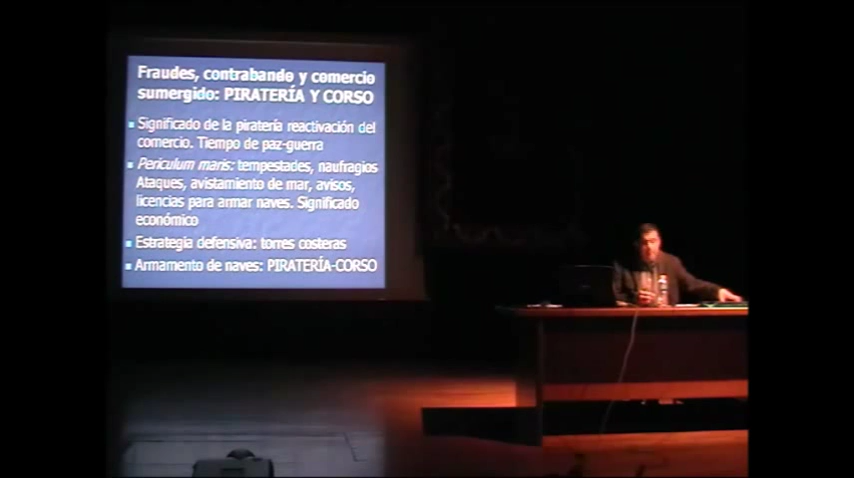 Fraudes, contrabando y comercio
sumergido: PIRATERÍA Y CORSO
Significado de la piratería reactivación del
comercio. Tiempo de paz-guerra
Periculum maris: tempestades, naufragios
Ataques, avistamiento de mar, avisos,
licencias para armar naves. Significado
económico
Estrategia defensiva: torres costeras
Armamento de naves: PIRATERÍA-CORSO